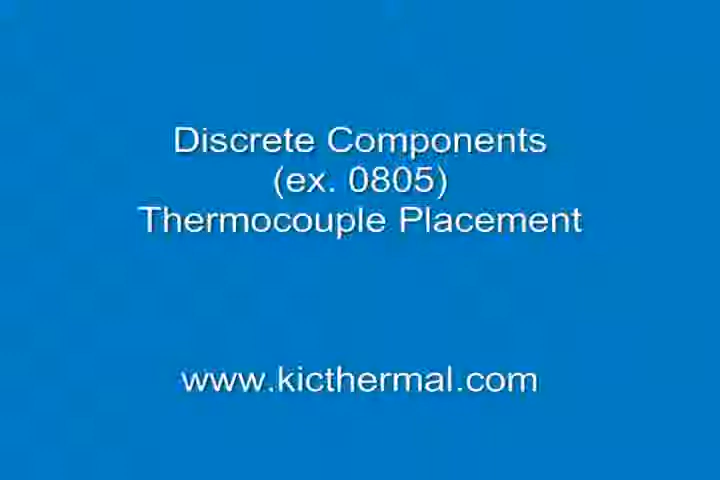 Discrete Components
(ex. 0805)
Thermocouple Placement
www.kicthermal.com